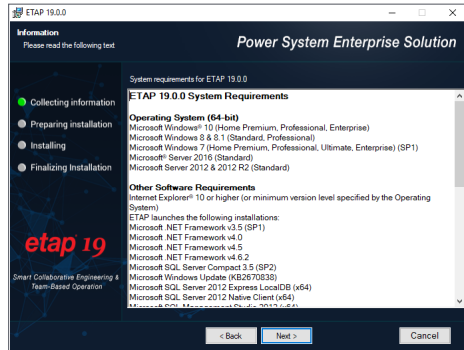 ETAP 19.0.0
Information
Please read the following text
Power System Enterprise Solution
System requirements for ETAP 19.0.0
Collecting information
Preparing installation
Installing
Finalizing Installation
etap 19
Smart Collaborative Engineering &
Team-Based Operation
ETAP 19.0.0 System Requirements
Operating System (64-bit)
Microsoft Windows® 10 (Home Premium, Professional, Enterprise)
Microsoft Windows 8 & 8.1 (Standard, Professional)
Microsoft Windows 7 (Home Premium, Professional, Ultimate, Enterprise) (SP1)
Microsoft® Server 2016 (Standard)
Microsoft Server 2012 & 2012 R2 (Standard)
Other Software Requirements
Internet Explorer® 10 or higher (or minimum version level specified by the Operating
System)
ETAP launches the following installations:
Microsoft .NET Framework v3.5 (SP1)
Microsoft .NET Framework v4.0
Microsoft .NET Framework v4.5
Microsoft .NET Framework v4.6.2
Microsoft SQL Server Compact 3.5 (SP2)
Microsoft Windows Update (KB2670838)
Microsoft SQL Server 2012 Express LocalDB (x64)
Microsoft SQL Server 2012 Native Client (x64)
Microsoft SQL Management Studio 2012 (x64)
< Back
Next >
Cancel